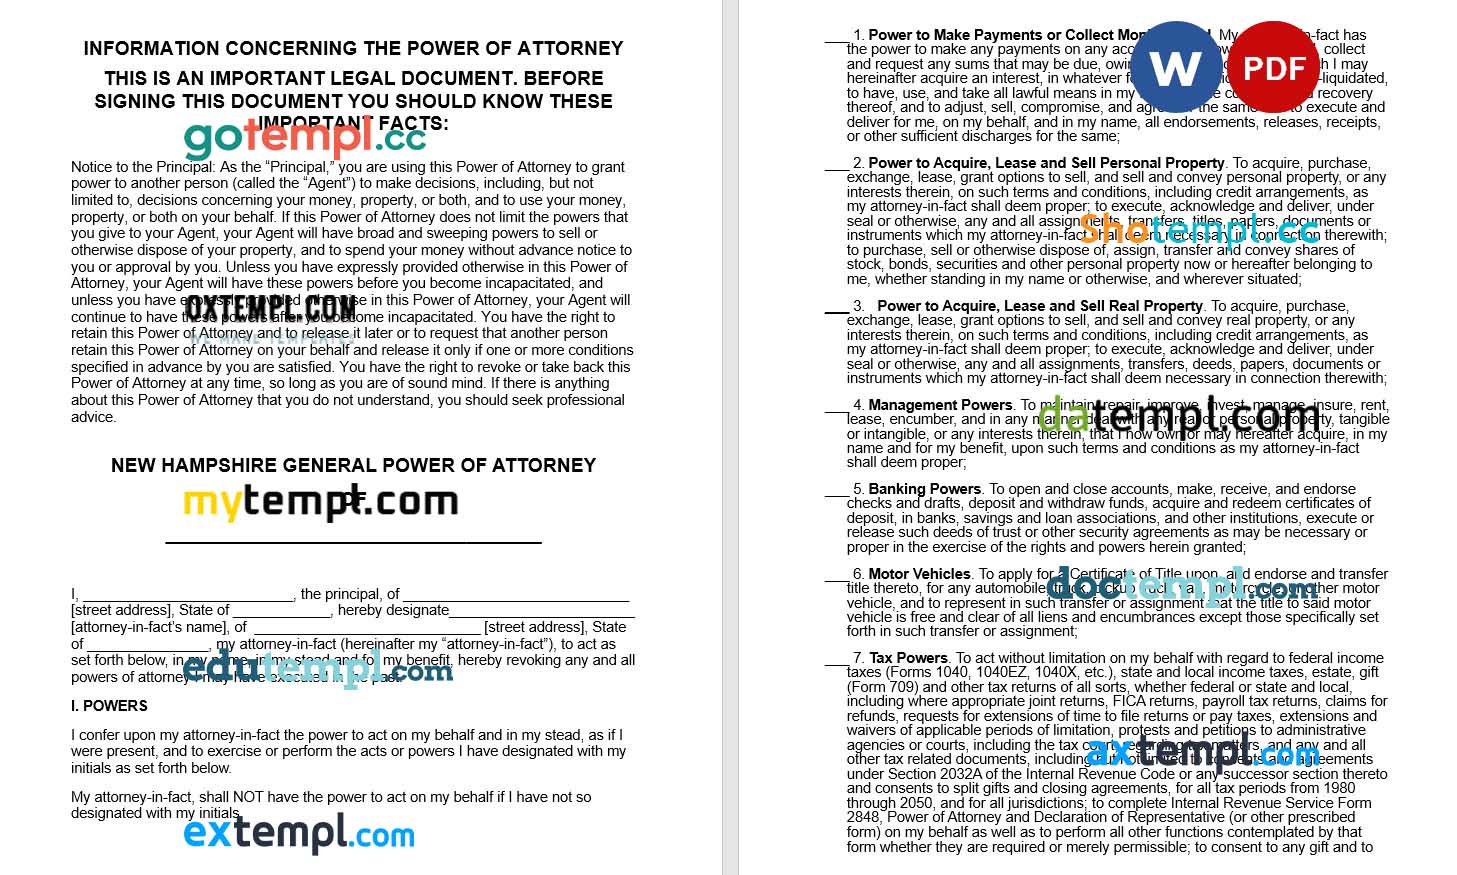 INFORMATION CONCERNING THE POWER OF ATTORNEY
THIS IS AN IMPORTANT LEGAL DOCUMENT. BEFORE
SIGNING THIS DOCUMENT YOU SHOULD KNOW THESE
IMPORTANT FACTS:
gotempl.cc
Notice to the Principal: As the “Principal,” you are using this Power of Attorney to grant
power to another person (called the “Agent”) to make decisions, including, but not
limited to, decisions concerning your money, property, or both, and to use your money,
property, or both on your behalf. If this Power of Attorney does not limit the powers that
you give to your Agent, your Agent will have broad and sweeping powers to sell or
otherwise dispose of your property, and to spend your money without advance notice to
you or approval by you. Unless you have expressly provided otherwise in this Power of
Attorney, your Agent will have these powers before you become incapacitated, and
unless you have expressly provided otherwise in this Power of Attorney, your Agent will
OXTEMPL.COM
continue to have these powers after you become incapacitated. You have the right to
retain this Power of Attorney and to release it later or to request that another person
WE MAKE TEMPLATES
retain this Power of Attorney on your behalf and release it only if one or more conditions
specified in advance by you are satisfied. You have the right to revoke or take back this
Power of Attorney at any time, so long as you are of sound mind. If there is anything
about this Power of Attorney that you do not understand, you should seek professional
advice.
NEW HAMPSHIRE GENERAL POWER OF ATTORNEY
OF
mytempl.com
I, , the principal, of
[street address], State of , hereby designate
[attorney-in-fact’s name], of [street address], State
of , my attorney-in-fact (hereinafter my “attorney-in-fact”), to act as
set forth below, in my name, in my stead and for my benefit, hereby revoking any and all
edutempl.com
powers of attorney I may have executed in the past.
I. POWERS
I confer upon my attorney-in-fact the power to act on my behalf and in my stead, as if I
were present, and to exercise or perform the acts or powers I have designated with my
initials as set forth below.
My attorney-in-fact, shall NOT have the power to act on my behalf if I have not so
designated with my initials.
extempl.com
1. Power to Make Payments or Collect My in-fact has
the power to make any payments on any collect
and request any sums that may be due, I may
hereinafter acquire an interest, in whatever -liquidated,
to have, use, and take all lawful means in my recovery
thereof, and to adjust, sell, compromise, and the same to execute and
W
PDF
deliver for me, on my behalf, and in my name, all endorsements, releases, receipts,
or other sufficient discharges for the same;
2. Power to Acquire, Lease and Sell Personal Property. To acquire, purchase,
exchange, lease, grant options to sell, and sell and convey personal property, or any
interests therein, on such terms and conditions, including credit arrangements, as
my attorney-in-fact shall deem proper; to execute, acknowledge and deliver, under
seal or otherwise, any and all assignments, transfers, titles, papers, documents or
Shotempl.cc
instruments which my attorney-in-fact shall deem necessary in connection therewith;
to purchase, sell or otherwise dispose of, assign, transfer and convey shares of
stock, bonds, securities and other personal property now or hereafter belonging to
me, whether standing in my name or otherwise, and wherever situated;
3. Power to Acquire, Lease and Sell Real Property. To acquire, purchase,
exchange, lease, grant options to sell, and sell and convey real property, or any
interests therein, on such terms and conditions, including credit arrangements, as
my attorney-in-fact shall deem proper; to execute, acknowledge and deliver, under
seal or otherwise, any and all assignments, transfers, deeds, papers, documents or
instruments which my attorney-in-fact shall deem necessary in connection therewith;
4. Management Powers. To maintain, repair, improve, invest, manage, insure, rent,
lease, encumber, and in any manner deal with any real or personal property, tangible
datempl.com
or intangible, or any interests therein, that I now own or may hereafter acquire, in my
name and for my benefit, upon such terms and conditions as my attorney-in-fact
shall deem proper;
5. Banking Powers. To open and close accounts, make, receive, and endorse
checks and drafts, deposit and withdraw funds, acquire and redeem certificates of
deposit, in banks, savings and loan associations, and other institutions, execute or
release such deeds of trust or other security agreements as may be necessary or
proper in the exercise of the rights and powers herein granted;
6. Motor Vehicles. To apply for a Certificate of Title upon, and endorse and transfer
title thereto, for any automobile, truck, pickup motorcycle or other motor
doctempl.com
vehicle, and to represent in such transfer or assignment that the title to said motor
vehicle is free and clear of all liens and encumbrances except those specifically set
forth in such transfer or assignment;
7. Tax Powers. To act without limitation on my behalf with regard to federal income
taxes (Forms 1040, 1040EZ, 1040X, etc.), state and local income taxes, estate, gift
(Form 709) and other tax returns of all sorts, whether federal or state and local,
including where appropriate joint returns, FICA returns, payroll tax returns, claims for
refunds, requests for extensions of time to file returns or pay taxes, extensions and
waivers of applicable periods of limitation, protests and petitions to administrative
agencies or courts, including the tax court, regarding tax matters, and any and all
axtempl.com
other tax related documents, including but not limited to consents and agreements
under Section 2032A of the Internal Revenue Code or any successor section thereto
and consents to split gifts and closing agreements, for all tax periods from 1980
through 2050, and for all jurisdictions; to complete Internal Revenue Service Form
2848, Power of Attorney and Declaration of Representative (or other prescribed
form) on my behalf as well as to perform all other functions contemplated by that
form whether they are required or merely permissible; to consent to any gift and to